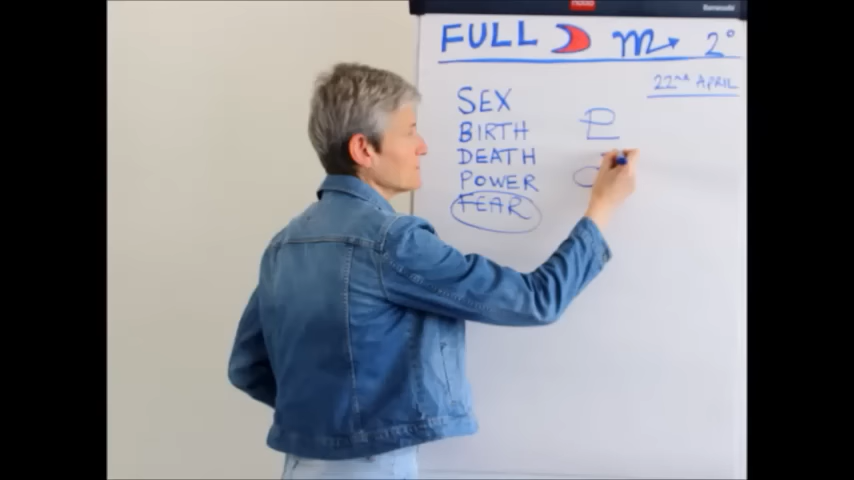 FULL ☽ ♏ 2°
22ND APRIL
SEX
BIRTH
DEATH
POWER
FEAR
♇